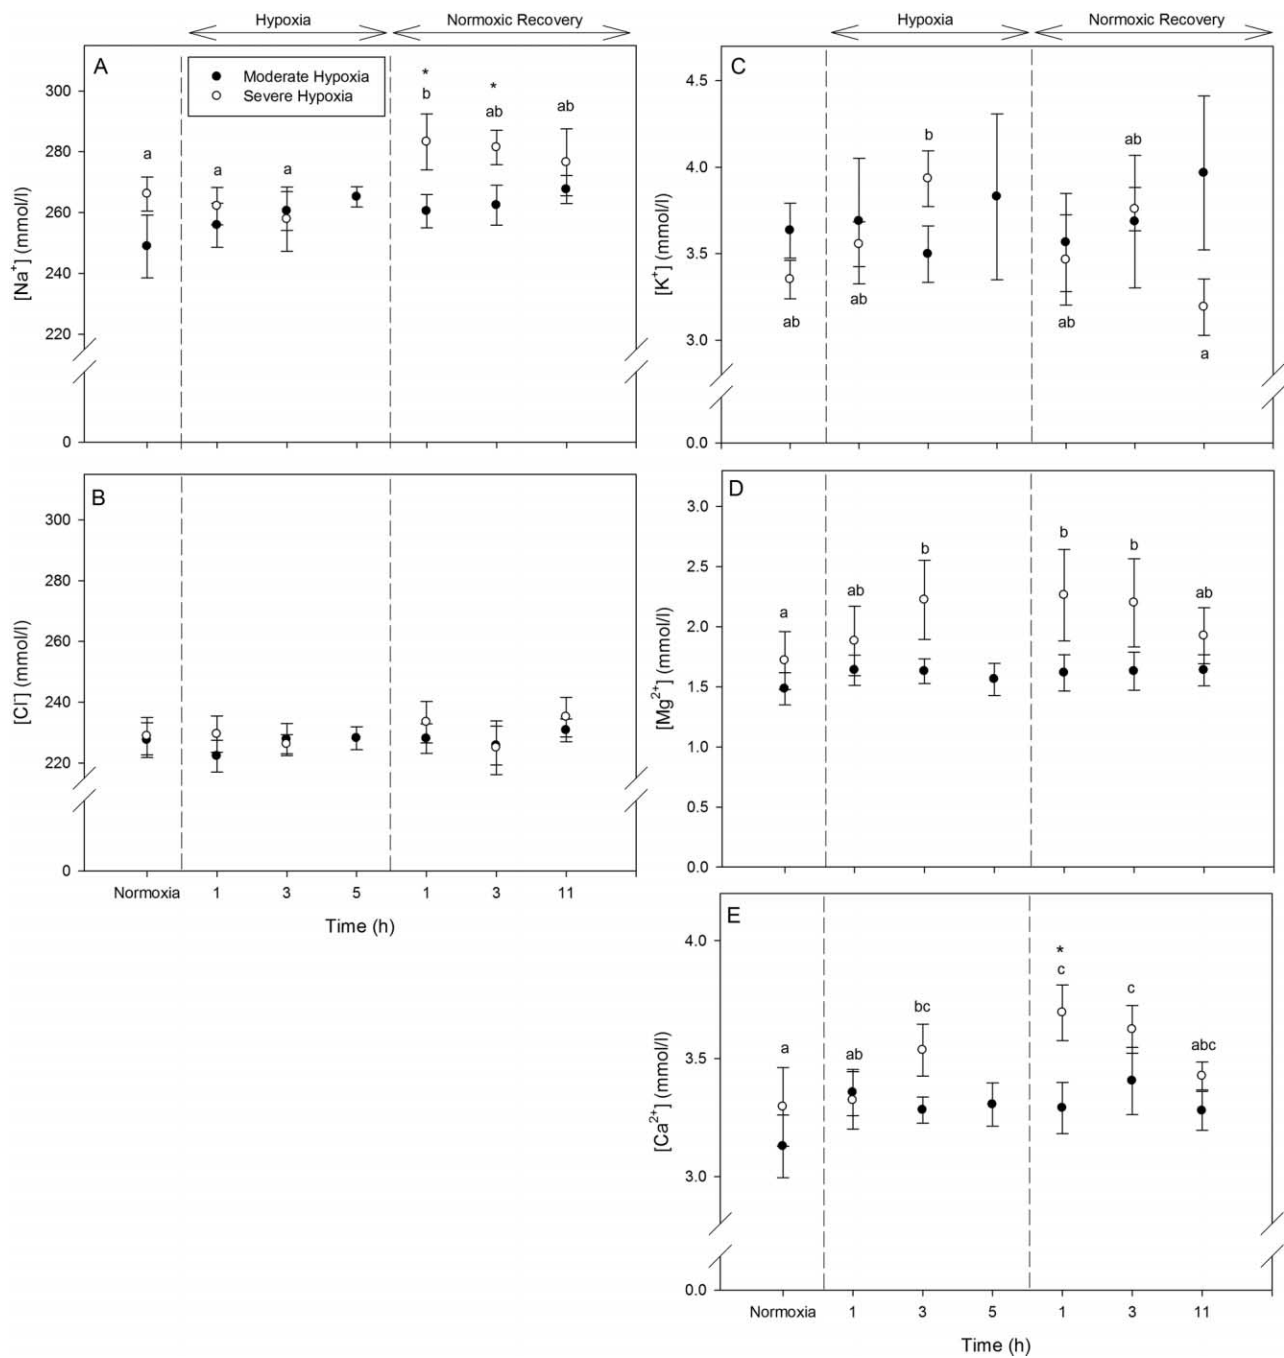 Hypoxia
Normoxic Recovery
A
Moderate Hypoxia
Severe Hypoxia
300
280
260
240
220
0
[Na⁺] (mmol/l)
a
a
a
*
b
*
ab
ab
B
300
280
260
240
220
0
[Cl⁻] (mmol/l)
Normoxia 1 3 5 1 3 11
Time (h)
Hypoxia
Normoxic Recovery
C
4.5
4.0
3.5
3.0
0.0
[K⁺] (mmol/l)
ab
ab
b
ab
ab
a
D
3.0
2.5
2.0
1.5
1.0
0.5
0.0
[Mg²⁺] (mmol/l)
a
ab
b
b
b
ab
E
4.0
3.5
3.0
0.0
[Ca²⁺] (mmol/l)
a
ab
bc
*
c
c
abc
Normoxia 1 3 5 1 3 11
Time (h)